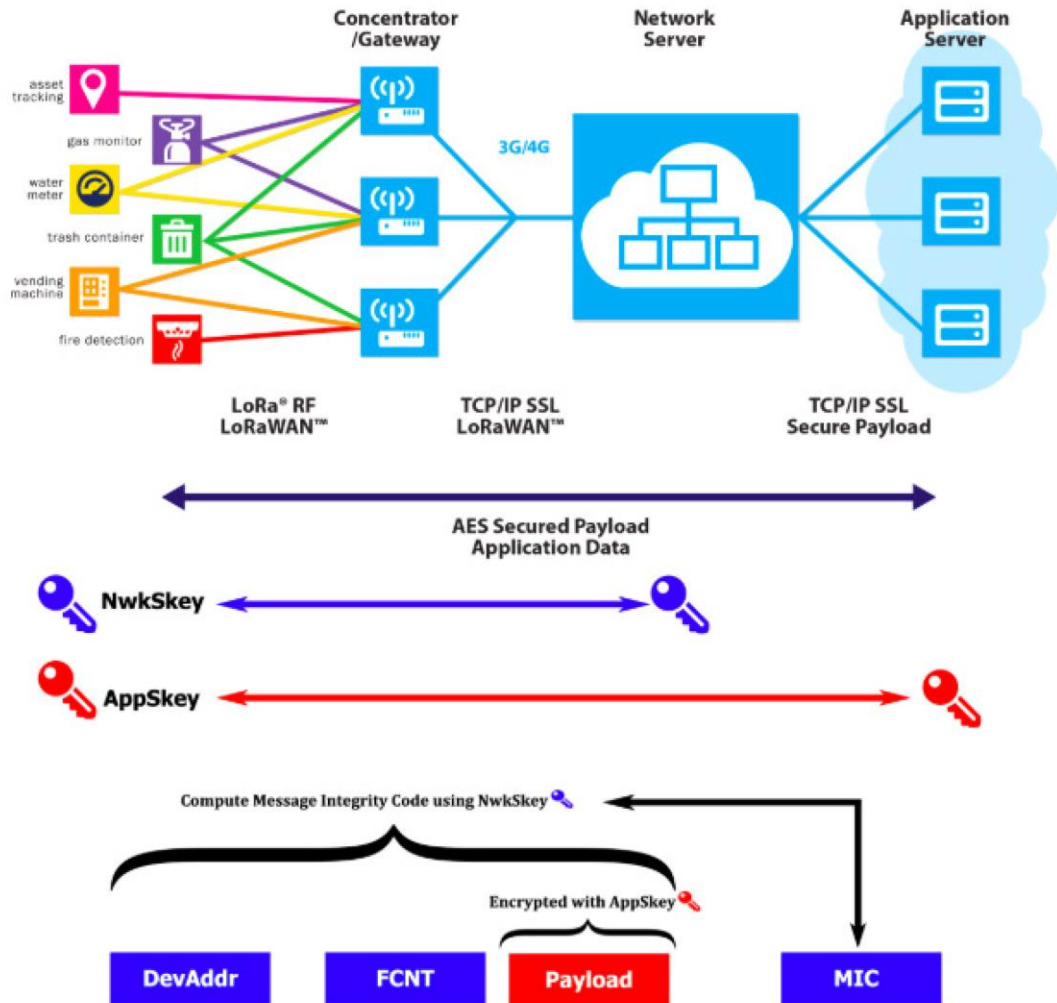 Concentrator
/Gateway
Network
Server
Application
Server
asset
tracking
gas monitor
water
meter
trash container
vending
machine
fire detection
3G/4G
LoRa® RF
LoRaWAN™
TCP/IP SSL
LoRaWAN™
TCP/IP SSL
Secure Payload
AES Secured Payload
Application Data
NwkSkey
AppSkey
Compute Message Integrity Code using NwkSkey
Encrypted with AppSkey
DevAddr
FCNT
Payload
MIC